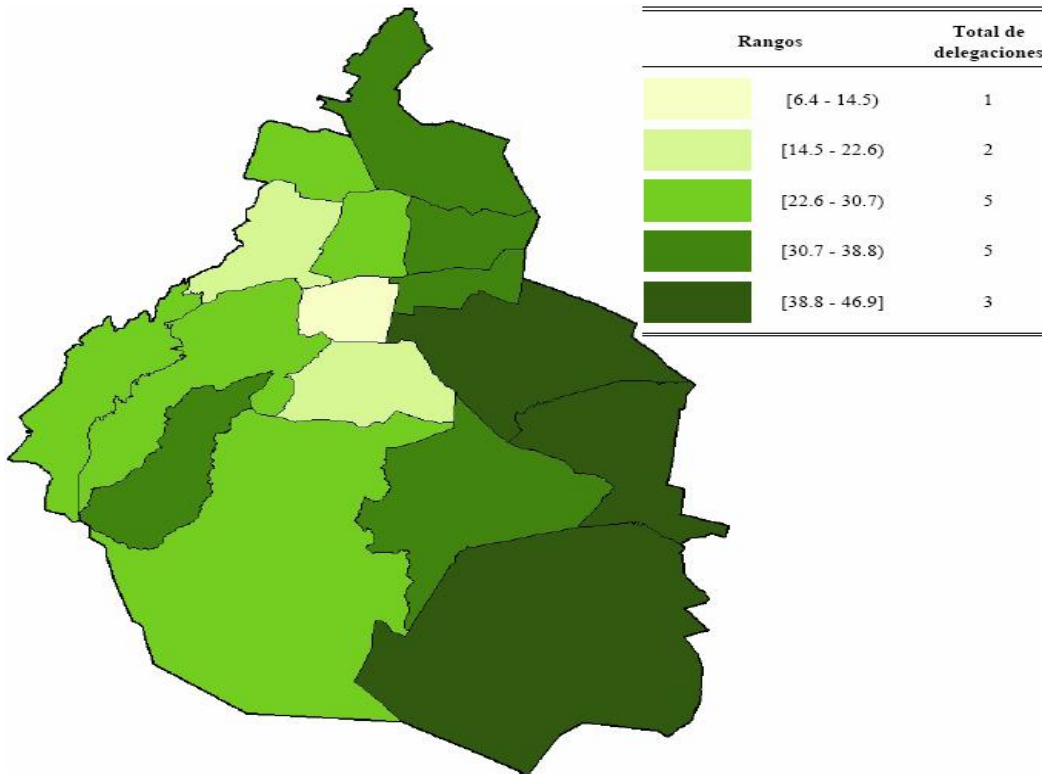 Rangos Total de delegaciones
[6.4 - 14.5) 1
[14.5 - 22.6) 2
[22.6 - 30.7) 5
[30.7 - 38.8) 5
[38.8 - 46.9] 3